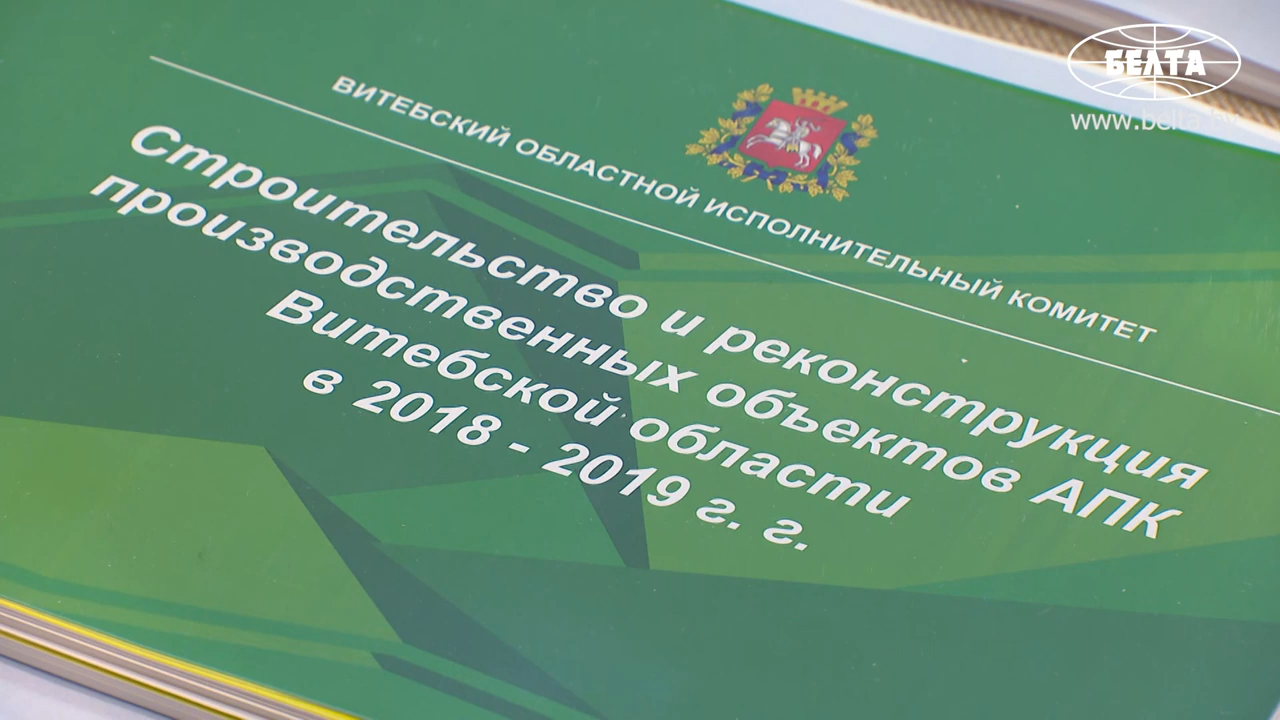 БЕЛТА
www.belta.by
ВИТЕБСКИЙ ОБЛАСТНОЙ ИСПОЛНИТЕЛЬНЫЙ КОМИТЕТ
Строительство и реконструкция
производственных объектов АПК
Витебской области
в 2018 - 2019 г. г.